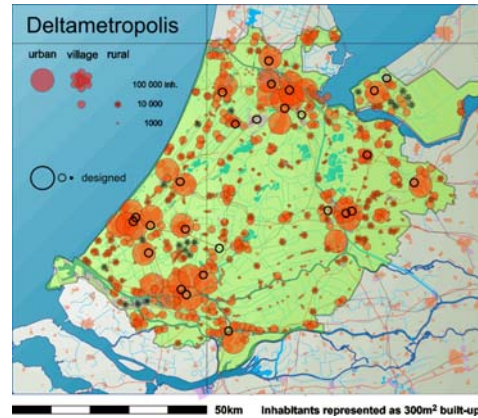 Deltametropolis
urban village rural
100 000 inh.
10 000
1000
designed
50km Inhabitants represented as 300m² built-up